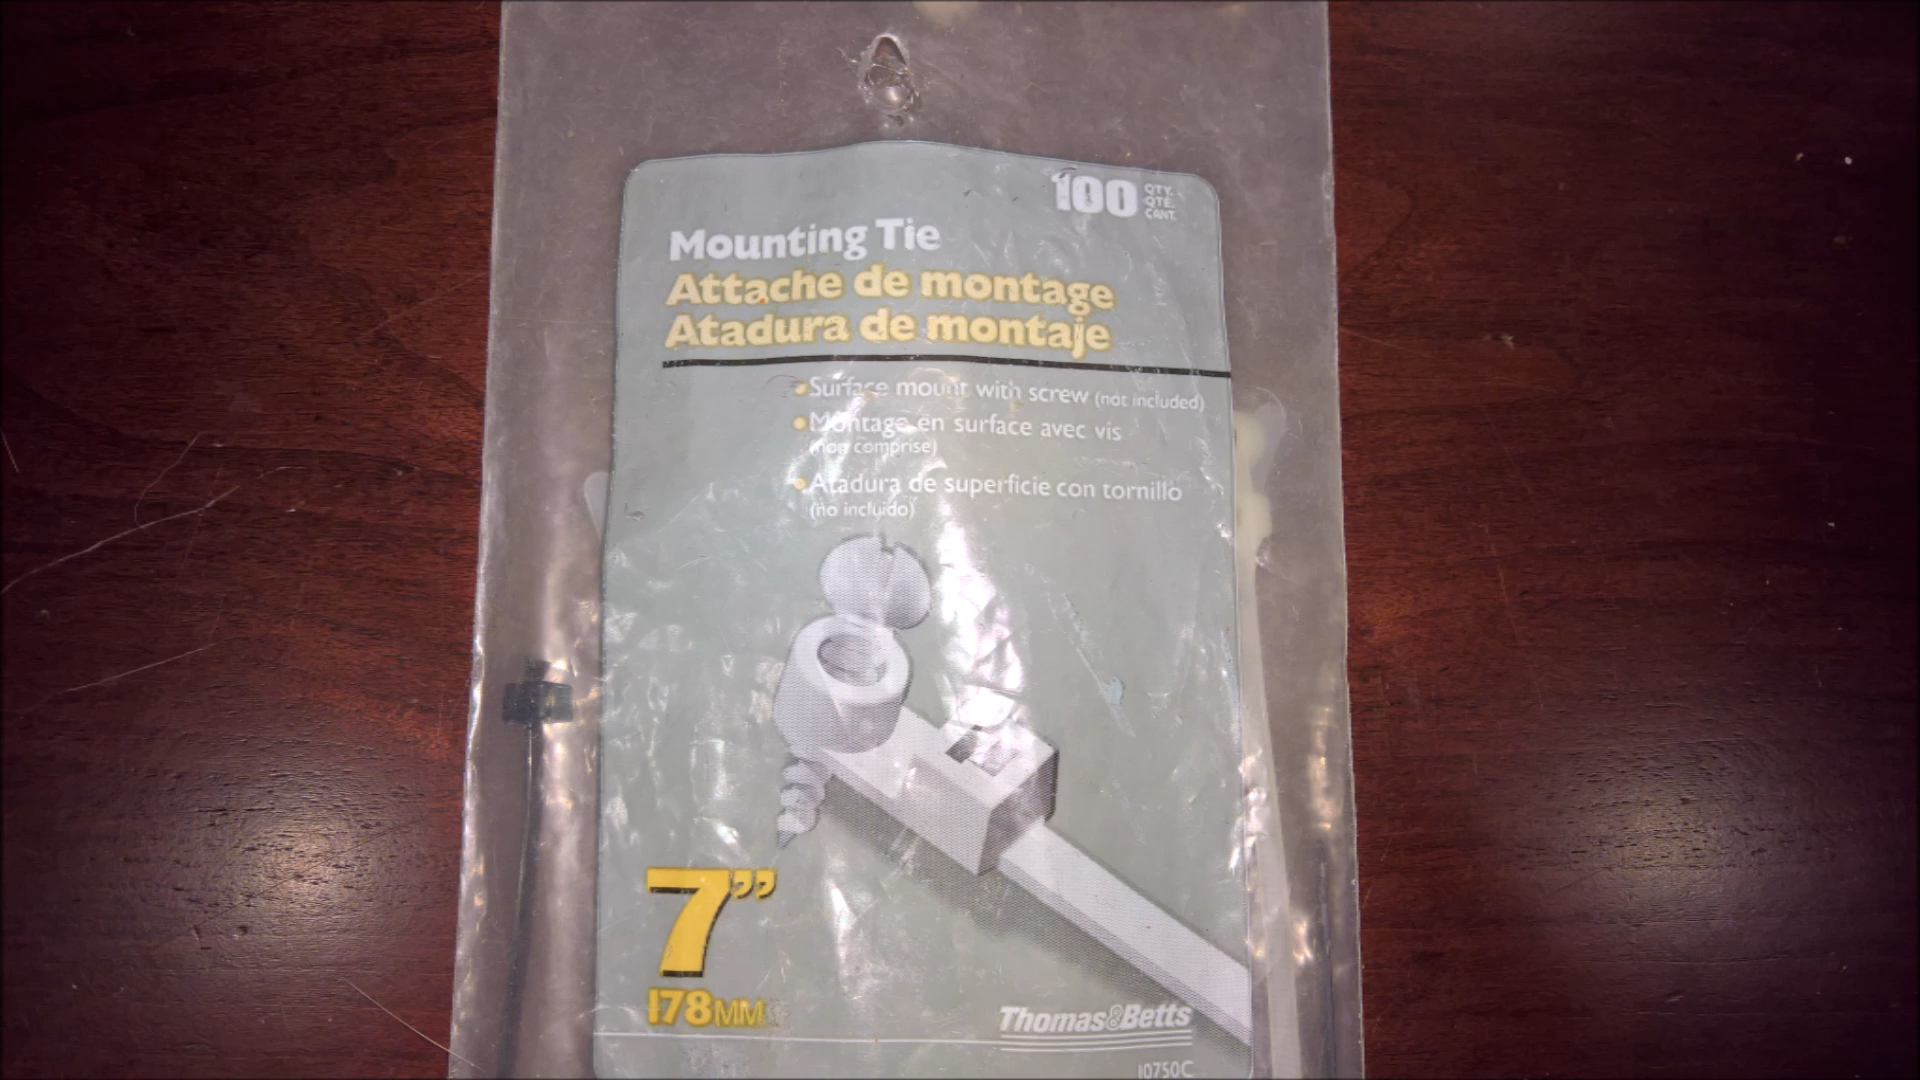 100 QTY.
QTÉ.
CANT.
Mounting Tie
Attache de montage
Atadura de montaje
•Surface mount with screw (not included)
•Montage en surface avec vis
(non comprise)
•Atadura de superficie con tornillo
(no incluido)
7”
178MM
Thomas&Betts
10750C